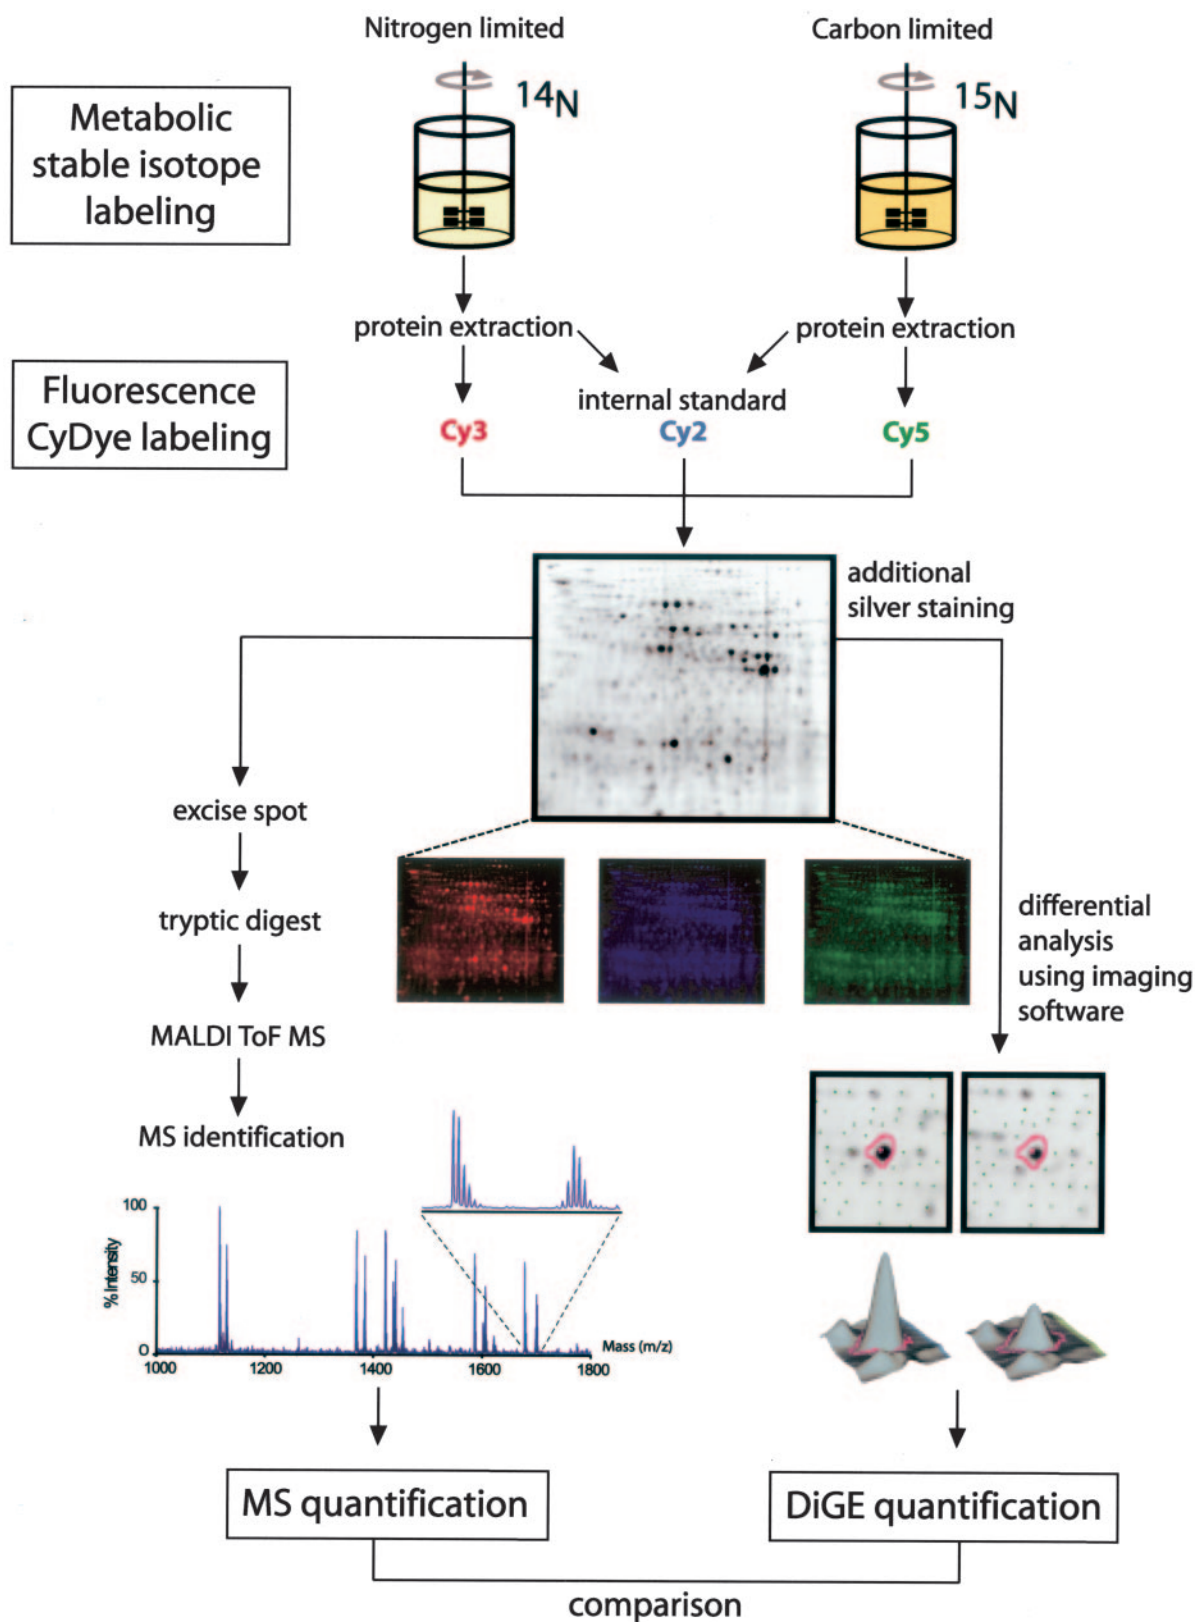 Nitrogen limited
Carbon limited
14N
15N
Metabolic
stable isotope
labeling
protein extraction
protein extraction
Fluorescence
CyDye labeling
internal standard
Cy3
Cy2
Cy5
additional
silver staining
excise spot
tryptic digest
MALDI ToF MS
MS identification
differential
analysis
using imaging
software
100
50
0
% Intensity
1000
1200
1400
1600
1800
Mass (m/z)
MS quantification
DiGE quantification
comparison